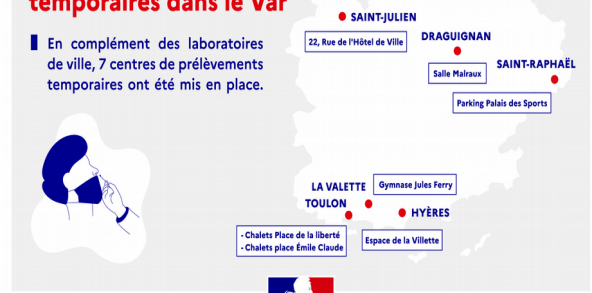 temporaires dans le Var
En complément des laboratoires
de ville, 7 centres de prélèvements
temporaires ont été mis en place.
SAINT-JULIEN
22, Rue de l'Hôtel de Ville
DRAGUIGNAN
Salle Malraux
SAINT-RAPHAËL
Parking Palais des Sports
LA VALETTE
Gymnase Jules Ferry
TOULON
- Chalets Place de la liberté
- Chalets place Émile Claude
HYÈRES
Espace de la Villette